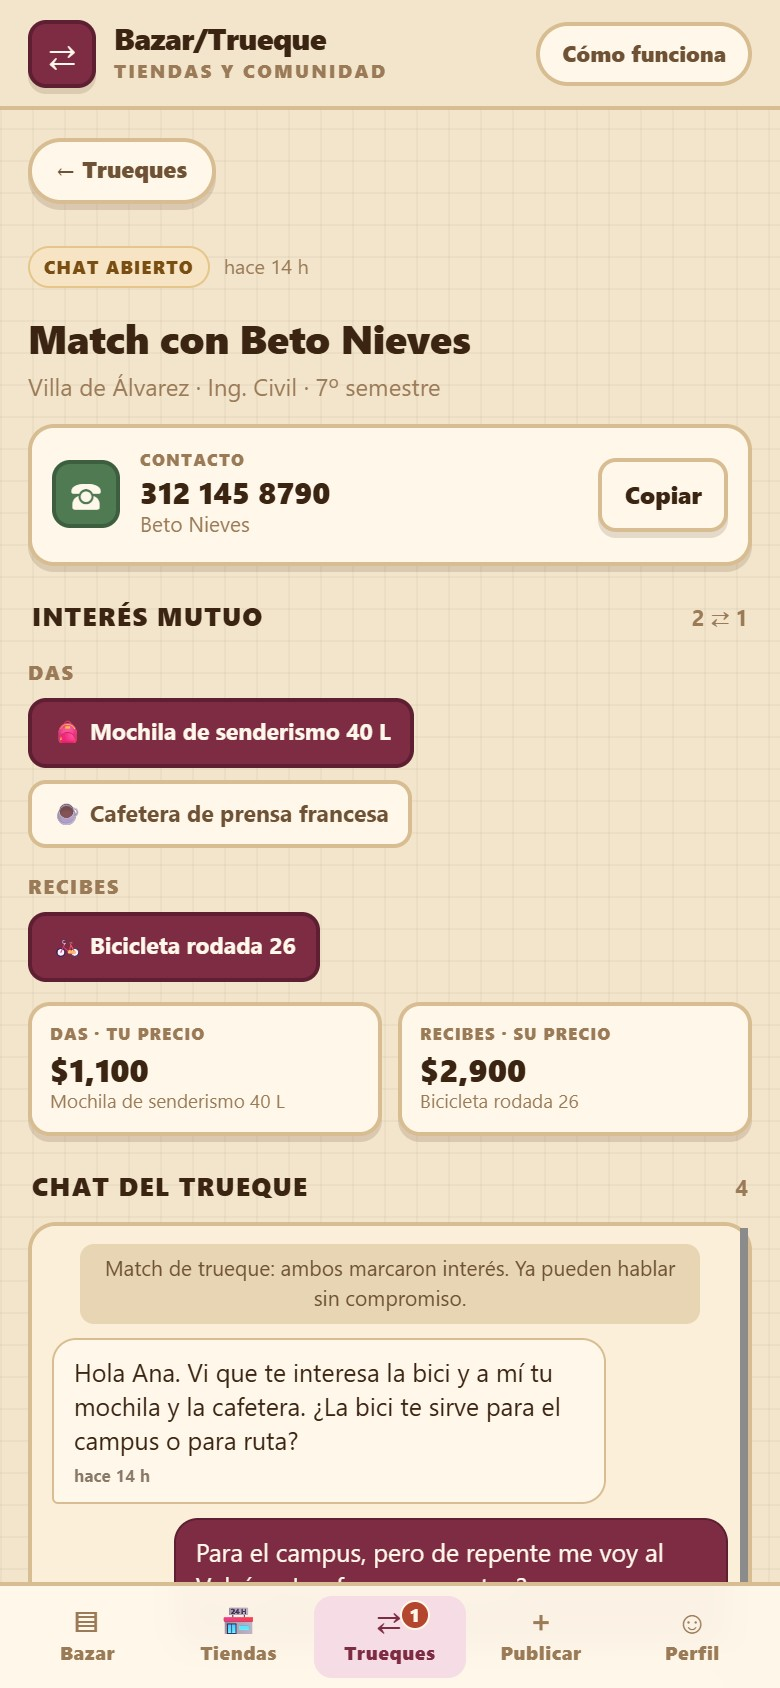 Bazar/Trueque
TIENDAS Y COMUNIDAD
Cómo funciona
← Trueques
CHAT ABIERTO
hace 14 h
Match con Beto Nieves
Villa de Álvarez · Ing. Civil · 7º semestre
CONTACTO
312 145 8790
Beto Nieves
Copiar
INTERÉS MUTUO
2 ⇄ 1
DAS
Mochila de senderismo 40 L
Cafetera de prensa francesa
RECIBES
Bicicleta rodada 26
DAS · TU PRECIO
$1,100
Mochila de senderismo 40 L
RECIBES · SU PRECIO
$2,900
Bicicleta rodada 26
CHAT DEL TRUEQUE
4
Match de trueque: ambos marcaron interés. Ya pueden hablar
sin compromiso.
Hola Ana. Vi que te interesa la bici y a mí tu
mochila y la cafetera. ¿La bici te sirve para el
campus o para ruta?
hace 14 h
Para el campus, pero de repente me voy al
24H
1
Bazar
Tiendas
Trueques
Publicar
Perfil